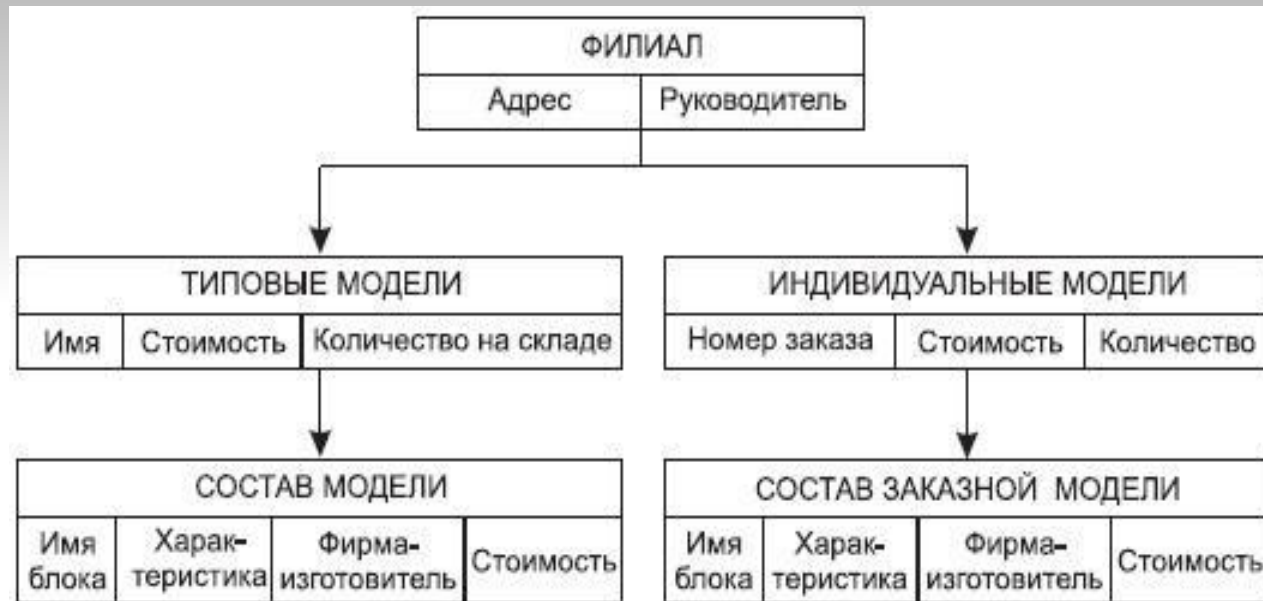 ФИЛИАЛ
Адрес Руководитель
ТИПОВЫЕ МОДЕЛИ
Имя Стоимость Количество на складе
ИНДИВИДУАЛЬНЫЕ МОДЕЛИ
Номер заказа Стоимость Количество
СОСТАВ МОДЕЛИ
Имя
блока
Харак-
теристика
Фирма-
изготовитель
Стоимость
СОСТАВ ЗАКАЗНОЙ МОДЕЛИ
Имя
блока
Харак-
теристика
Фирма-
изготовитель
Стоимость